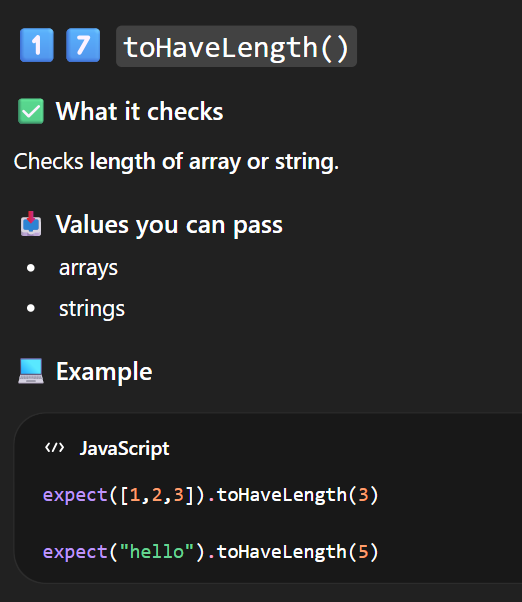 1️⃣ 7️⃣ toHaveLength()
✅ What it checks
Checks length of array or string.
📥 Values you can pass
• arrays
• strings
💻 Example
</> JavaScript
expect([1,2,3]).toHaveLength(3)
expect("hello").toHaveLength(5)